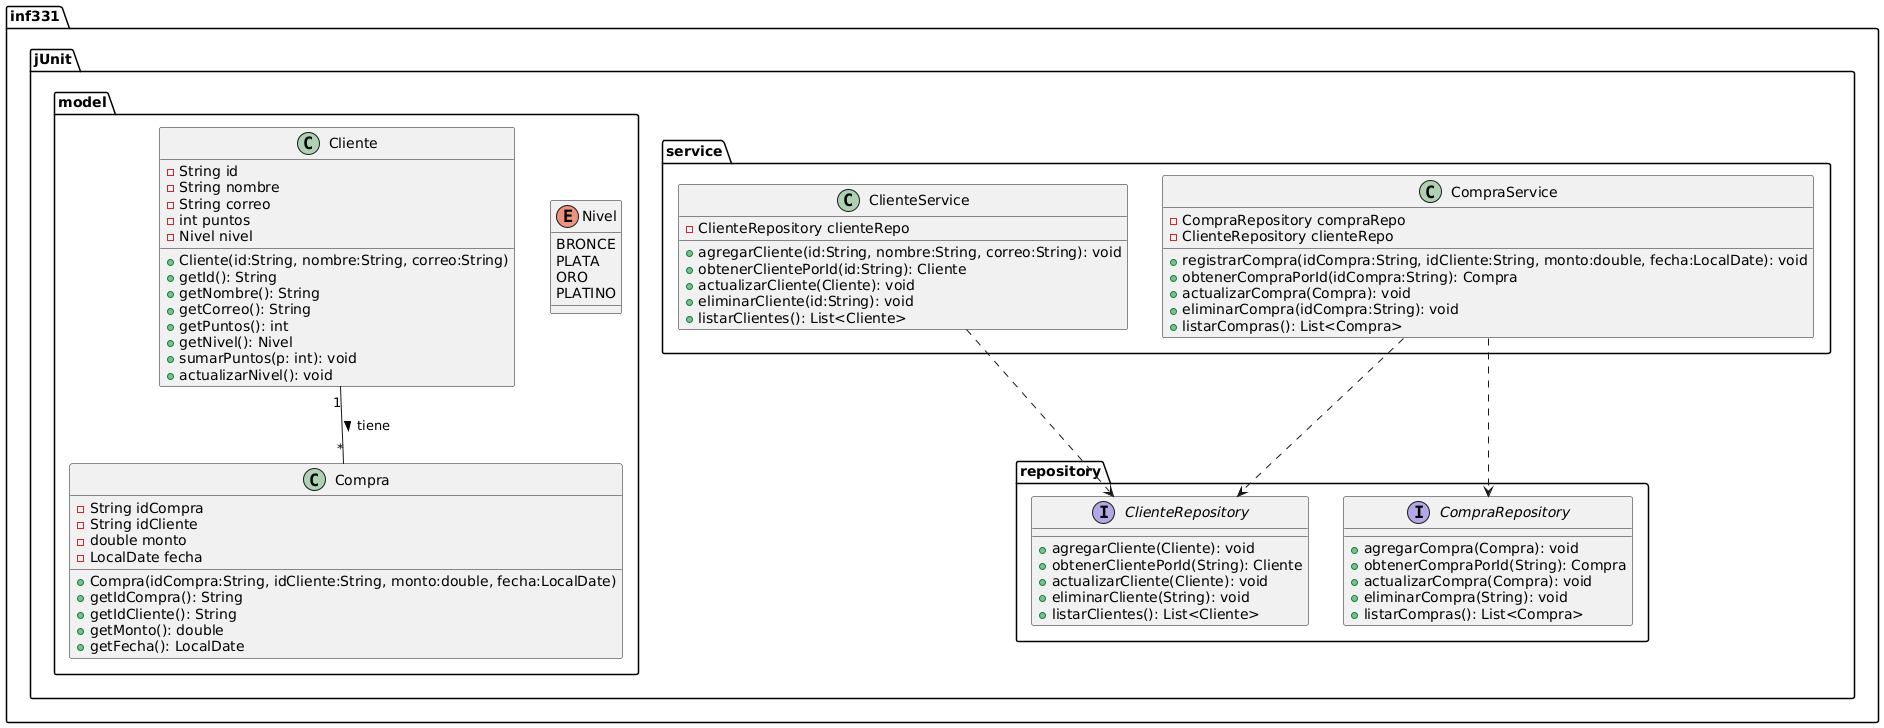 inf331
jUnit
model
C Cliente
String id
String nombre
String correo
int puntos
Nivel nivel
Cliente(id:String, nombre:String, correo:String)
getId(): String
getNombre(): String
getCorreo(): String
getPuntos(): int
getNivel(): Nivel
sumarPuntos(p: int): void
actualizarNivel(): void
E Nivel
BRONCE
PLATA
ORO
PLATINO
1
tiene
*
C Compra
String idCompra
String idCliente
double monto
LocalDate fecha
Compra(idCompra:String, idCliente:String, monto:double, fecha:LocalDate)
getIdCompra(): String
getIdCliente(): String
getMonto(): double
getFecha(): LocalDate
service
C ClienteService
ClienteRepository clienteRepo
agregarCliente(id:String, nombre:String, correo:String): void
obtenerClientePorId(id:String): Cliente
actualizarCliente(Cliente): void
eliminarCliente(id:String): void
listarClientes(): List<Cliente>
C CompraService
CompraRepository compraRepo
ClienteRepository clienteRepo
registrarCompra(idCompra:String, idCliente:String, monto:double, fecha:LocalDate): void
obtenerCompraPorId(idCompra:String): Compra
actualizarCompra(Compra): void
eliminarCompra(idCompra:String): void
listarCompras(): List<Compra>
repository
I ClienteRepository
agregarCliente(Cliente): void
obtenerClientePorId(String): Cliente
actualizarCliente(Cliente): void
eliminarCliente(String): void
listarClientes(): List<Cliente>
I CompraRepository
agregarCompra(Compra): void
obtenerCompraPorId(String): Compra
actualizarCompra(Compra): void
eliminarCompra(String): void
listarCompras(): List<Compra>